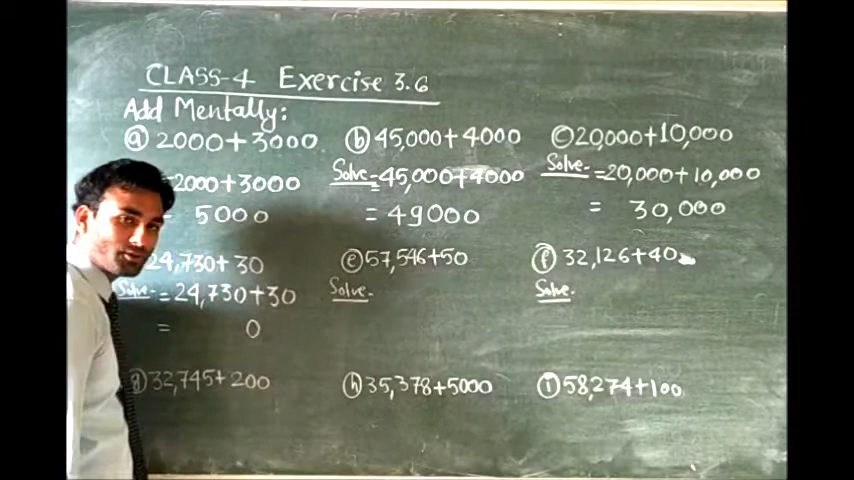 CLASS-4 Exercise 3.6
Add Mentally:
(a) 2000+3000 (b) 45,000+4000 (c) 20,000+10,000
2000+3000 Solve- =45,000+4000 Solve- =20,000+10,000
= 5000 = 49000 = 30,000
24,730+30 (e) 57,546+50 (f) 32,126+40
Solve- =24,730+30 Solve- Solve-
= 0
(g) 32,745+200 (h) 35,378+5000 (i) 58,274+100